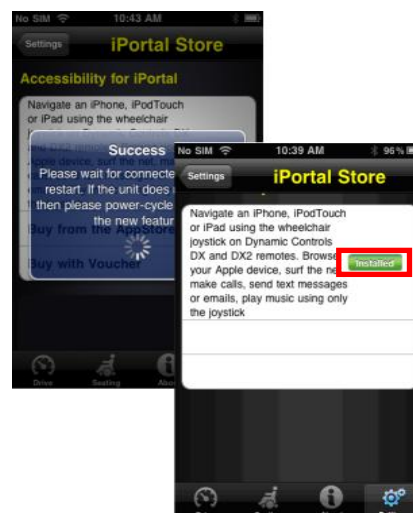 No SIM 10:43 AM
Settings iPortal Store
Accessibility for iPortal
Navigate an iPhone, iPodTouch
or iPad using the wheelchair
Success
Please wait for connecte
restart. If the unit does
then please power-cycle
the new featur
Buy from the AppStore
Buy with Voucher
Drive Seating Abou
No SIM 10:39 AM 96%
Settings iPortal Store
Navigate an iPhone, iPodTouch
or iPad using the wheelchair
joystick on Dynamic Controls
DX and DX2 remotes. Browse
your Apple device, surf the ne
make calls, send text messages
or emails, play music using only
the joystick
Installed